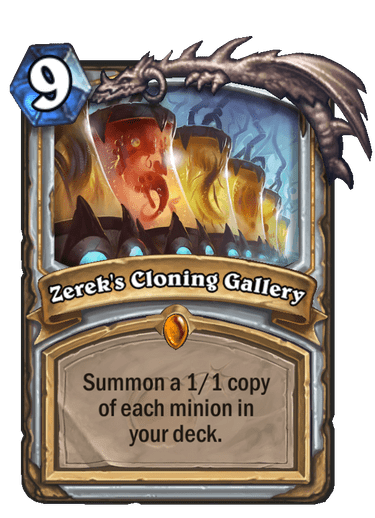 9
Zerek's Cloning Gallery
Summon a 1/1 copy
of each minion in
your deck.